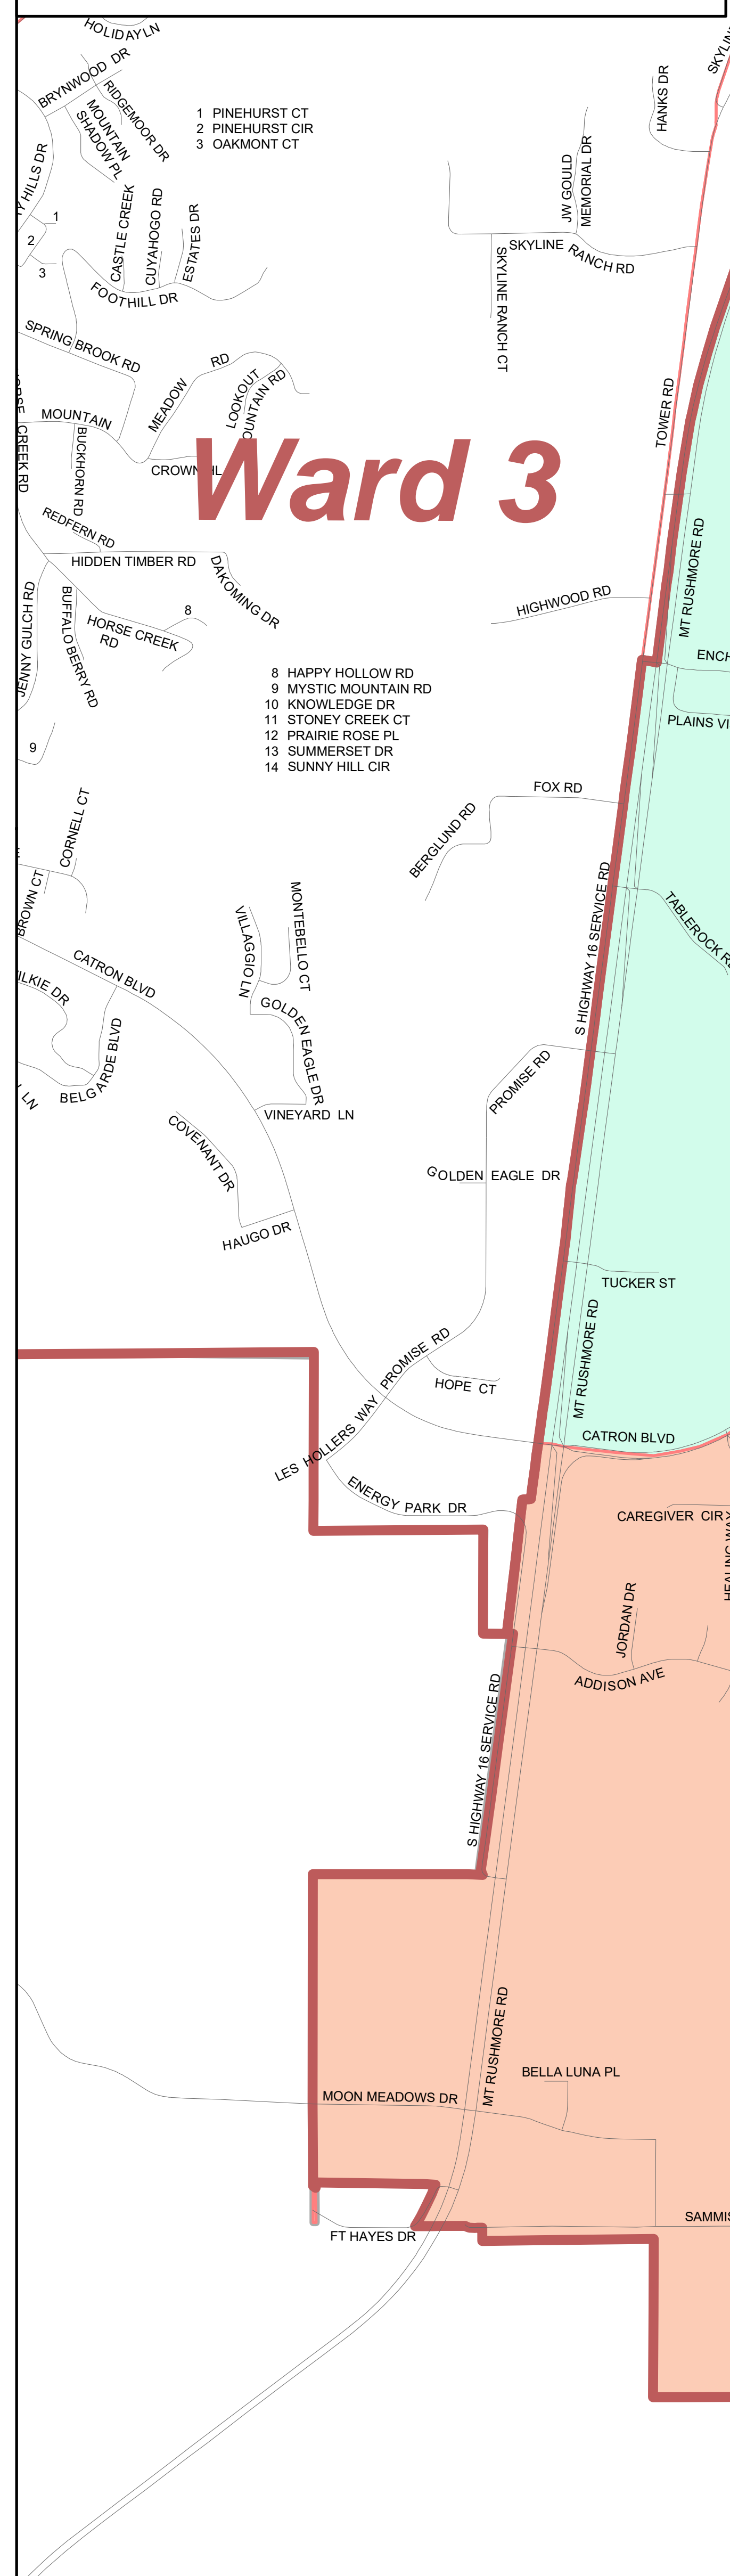 HOLIDAY LN
SKYLIN
BRYNWOOD DR
RIDGEMOOR DR
MOUNTAIN
SHADOW PL
HANKS DR
1 PINEHURST CT
2 PINEHURST CIR
3 OAKMONT CT
Y HILLS DR
JW GOULD
MEMORIAL DR
1
2
3
CASTLE CREEK
CUYAHOGO RD
ESTATES DR
SKYLINE RANCH RD
SKYLINE RANCH CT
FOOTHILL DR
SPRING BROOK RD
MEADOW RD
LOOKOUT
OUNTAIN RD
TOWER RD
MOUNTAIN
CREEK RD
BUCKHORN RD
CROWN HL
Ward 3
REDFERN RD
HIDDEN TIMBER RD
DAKOMING DR
MT RUSHMORE RD
JENNY GULCH RD
BUFFALO BERRY RD
HORSE CREEK
RD
8
HIGHWOOD RD
ENCH
8 HAPPY HOLLOW RD
9 MYSTIC MOUNTAIN RD
10 KNOWLEDGE DR
11 STONEY CREEK CT
12 PRAIRIE ROSE PL
13 SUMMERSET DR
14 SUNNY HILL CIR
PLAINS VI
9
FOX RD
BERGLUND RD
CORNELL CT
BROWN CT
S HIGHWAY 16 SERVICE RD
TABLEROCK RD
VILLAGGIO LN
MONTEBELLO CT
CATRON BLVD
ILKIE DR
GOLDEN EAGLE DR
BELGARDE BLVD
L LN
PROMISE RD
VINEYARD LN
COVENANT DR
GOLDEN EAGLE DR
HAUGO DR
TUCKER ST
MT RUSHMORE RD
PROMISE RD
HOPE CT
LES HOLLERS WAY
CATRON BLVD
ENERGY PARK DR
CAREGIVER CIR
HEALING WAY
JORDAN DR
ADDISON AVE
S HIGHWAY 16 SERVICE RD
MT RUSHMORE RD
BELLA LUNA PL
MOON MEADOWS DR
SAMMIS
FT HAYES DR